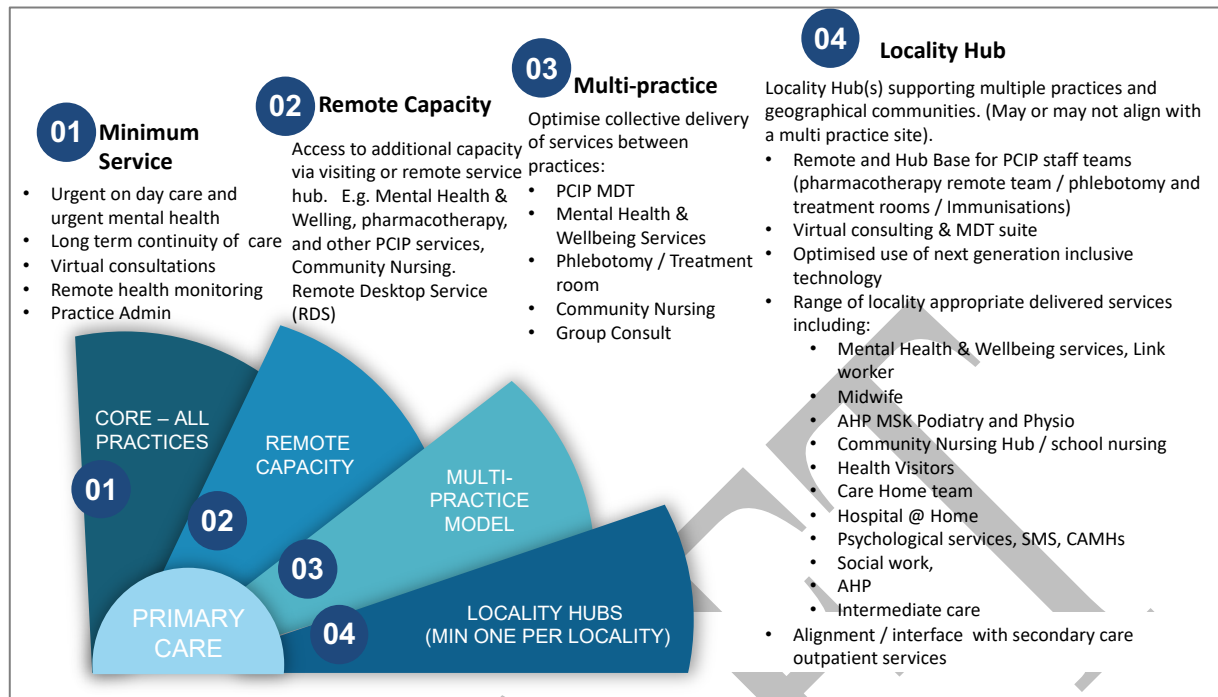 01
Minimum
Service
• Urgent on day care and
urgent mental health
• Long term continuity of care
• Virtual consultations
• Remote health monitoring
• Practice Admin
02
Remote Capacity
Access to additional capacity
via visiting or remote service
hub. E.g. Mental Health &
Welling, pharmacotherapy,
and other PCIP services,
Community Nursing.
Remote Desktop Service
(RDS)
03
Multi-practice
Optimise collective delivery
of services between
practices:
• PCIP MDT
• Mental Health &
Wellbeing Services
• Phlebotomy / Treatment
room
• Community Nursing
• Group Consult
04
Locality Hub
Locality Hub(s) supporting multiple practices and
geographical communities. (May or may not align with
a multi practice site).
• Remote and Hub Base for PCIP staff teams
(pharmacotherapy remote team / phlebotomy and
treatment rooms / Immunisations)
• Virtual consulting & MDT suite
• Optimised use of next generation inclusive
technology
• Range of locality appropriate delivered services
including:
• Mental Health & Wellbeing services, Link
worker
• Midwife
• AHP MSK Podiatry and Physio
• Community Nursing Hub / school nursing
• Health Visitors
• Care Home team
• Hospital @ Home
• Psychological services, SMS, CAMHs
• Social work,
• AHP
• Intermediate care
• Alignment / interface with secondary care
outpatient services
CORE – ALL
PRACTICES
01
REMOTE
CAPACITY
02
MULTI-
PRACTICE
MODEL
03
LOCALITY HUBS
(MIN ONE PER LOCALITY)
04
PRIMARY
CARE